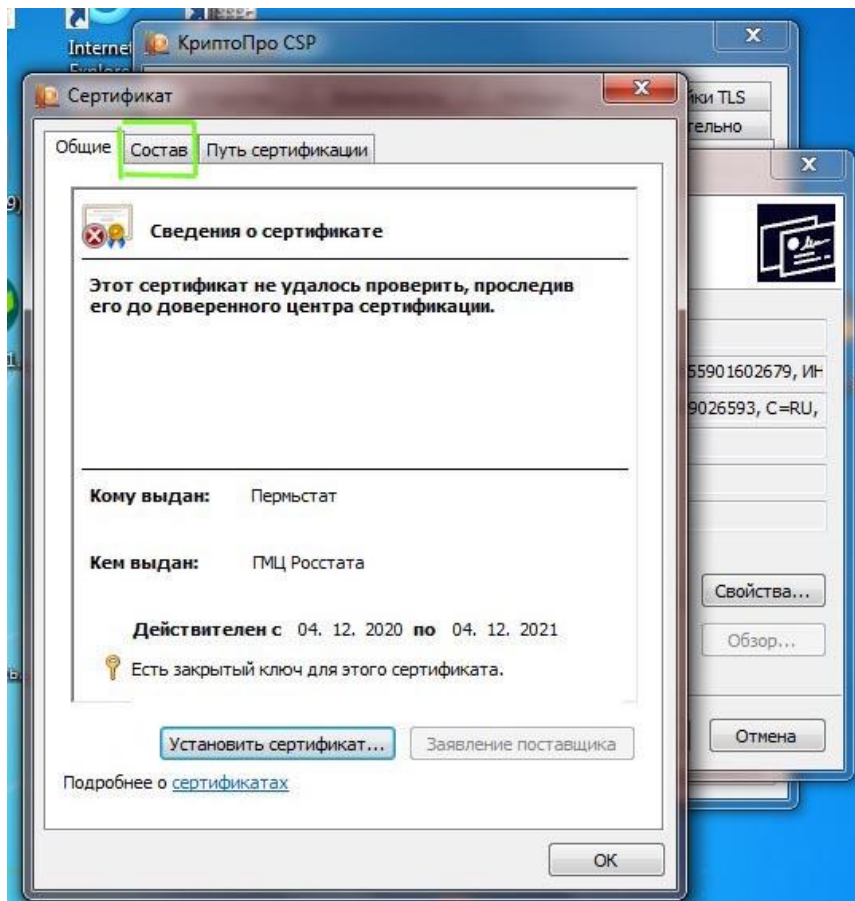 Internet
КриптоПро CSP
Сертификат
йки TLS
тельно
Общие
Состав
Путь сертификации
Сведения о сертификате
Этот сертификат не удалось проверить, проследив
его до доверенного центра сертификации.
55901602679, ИН
9026593, C=RU,
Кому выдан: Пермьстат
Кем выдан: ГМЦ Росстата
Действителен с 04. 12. 2020 по 04. 12. 2021
Есть закрытый ключ для этого сертификата.
Свойства...
Обзор...
Установить сертификат...
Заявление поставщика
Отмена
Подробнее о сертификатах
ОК